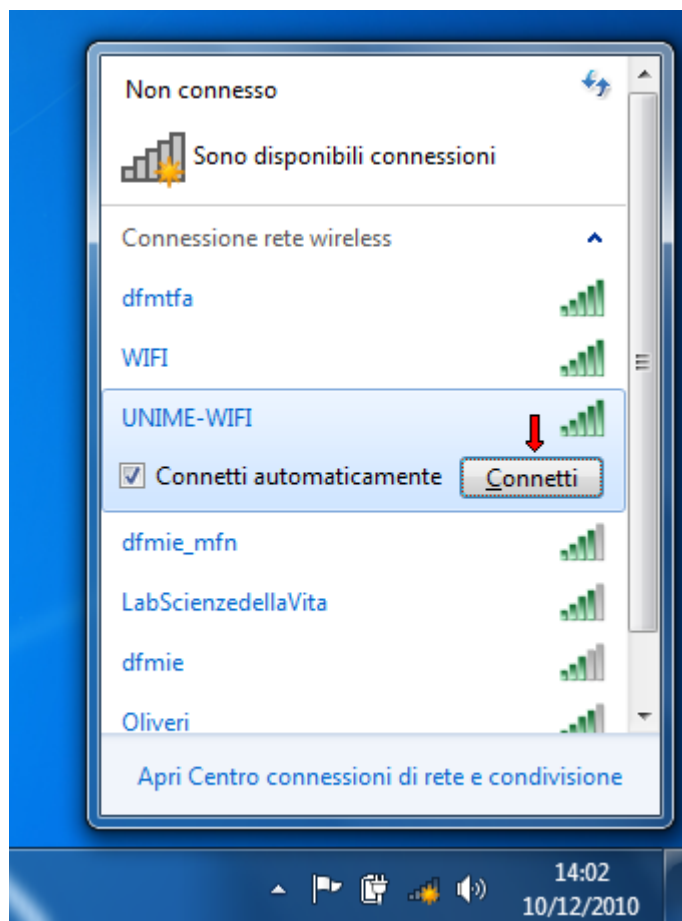 Non connesso
Sono disponibili connessioni
Connessione rete wireless
dfmtfa
WIFI
UNIME-WIFI
Connetti automaticamente
Connetti
dfmie_mfn
LabScienzedellaVita
dfmie
Oliveri
Apri Centro connessioni di rete e condivisione
14:02
10/12/2010